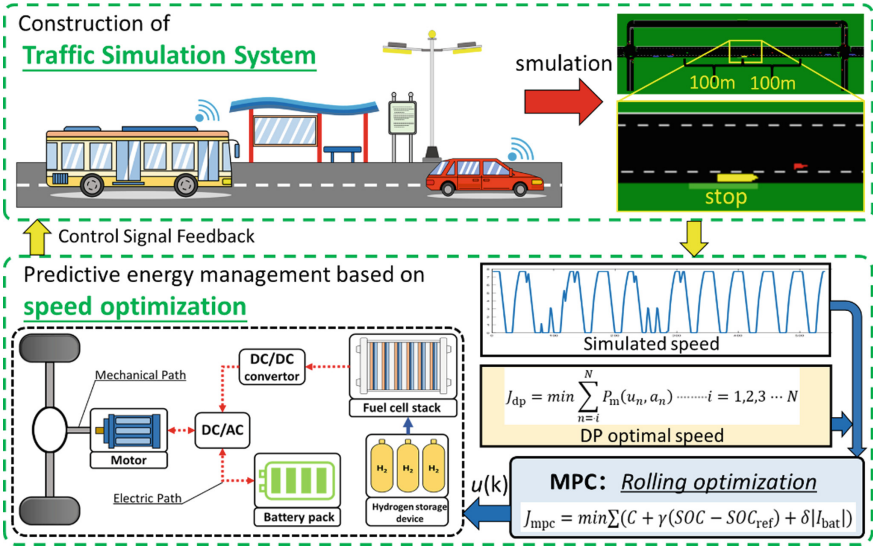 Construction of
Traffic Simulation System
smulation
100m 100m
stop
Control Signal Feedback
Predictive energy management based on
speed optimization
Mechanical Path
Motor
Electric Path
DC/DC
convertor
DC/AC
Battery pack
Fuel cell stack
H₂ H₂ H₂
Hydrogen storage
device
Simulated speed
J_dp = min ∑_{n=i}^{N} P_m(u_n, a_n) ········· i = 1,2,3 ⋯ N
DP optimal speed
u(k)
MPC: Rolling optimization
J_mpc = min∑(C + γ(SOC − SOC_ref) + δ|I_bat|)